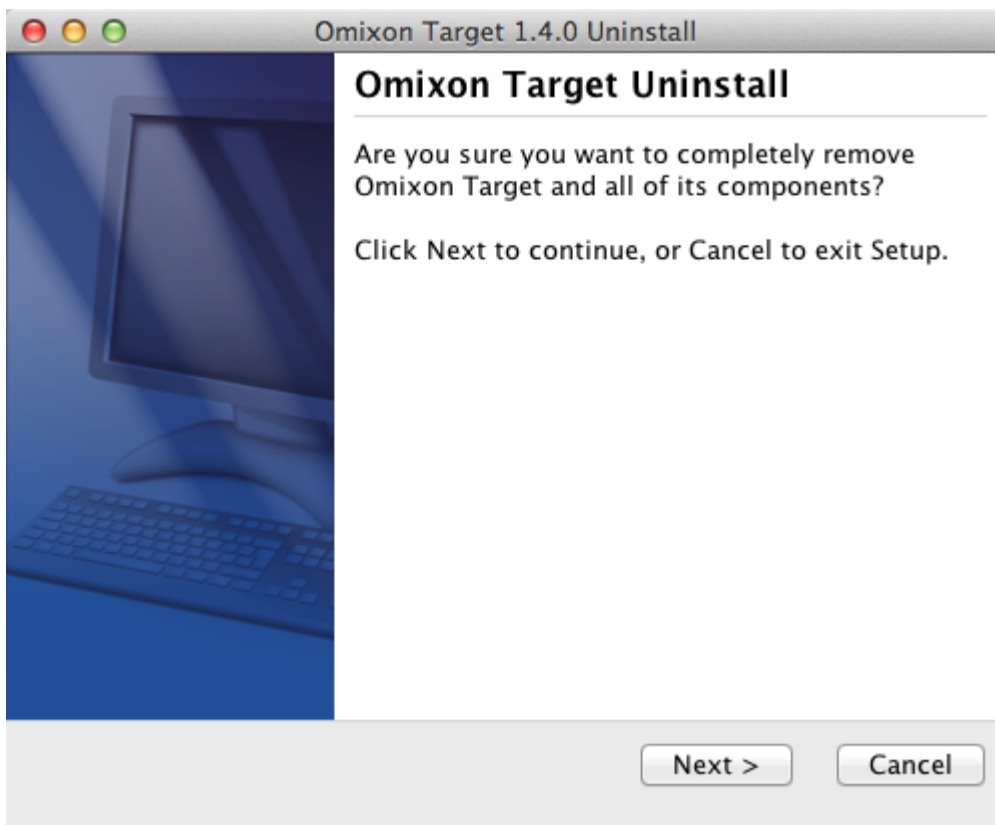 Omixon Target 1.4.0 Uninstall
Omixon Target Uninstall
Are you sure you want to completely remove
Omixon Target and all of its components?
Click Next to continue, or Cancel to exit Setup.
Next >
Cancel